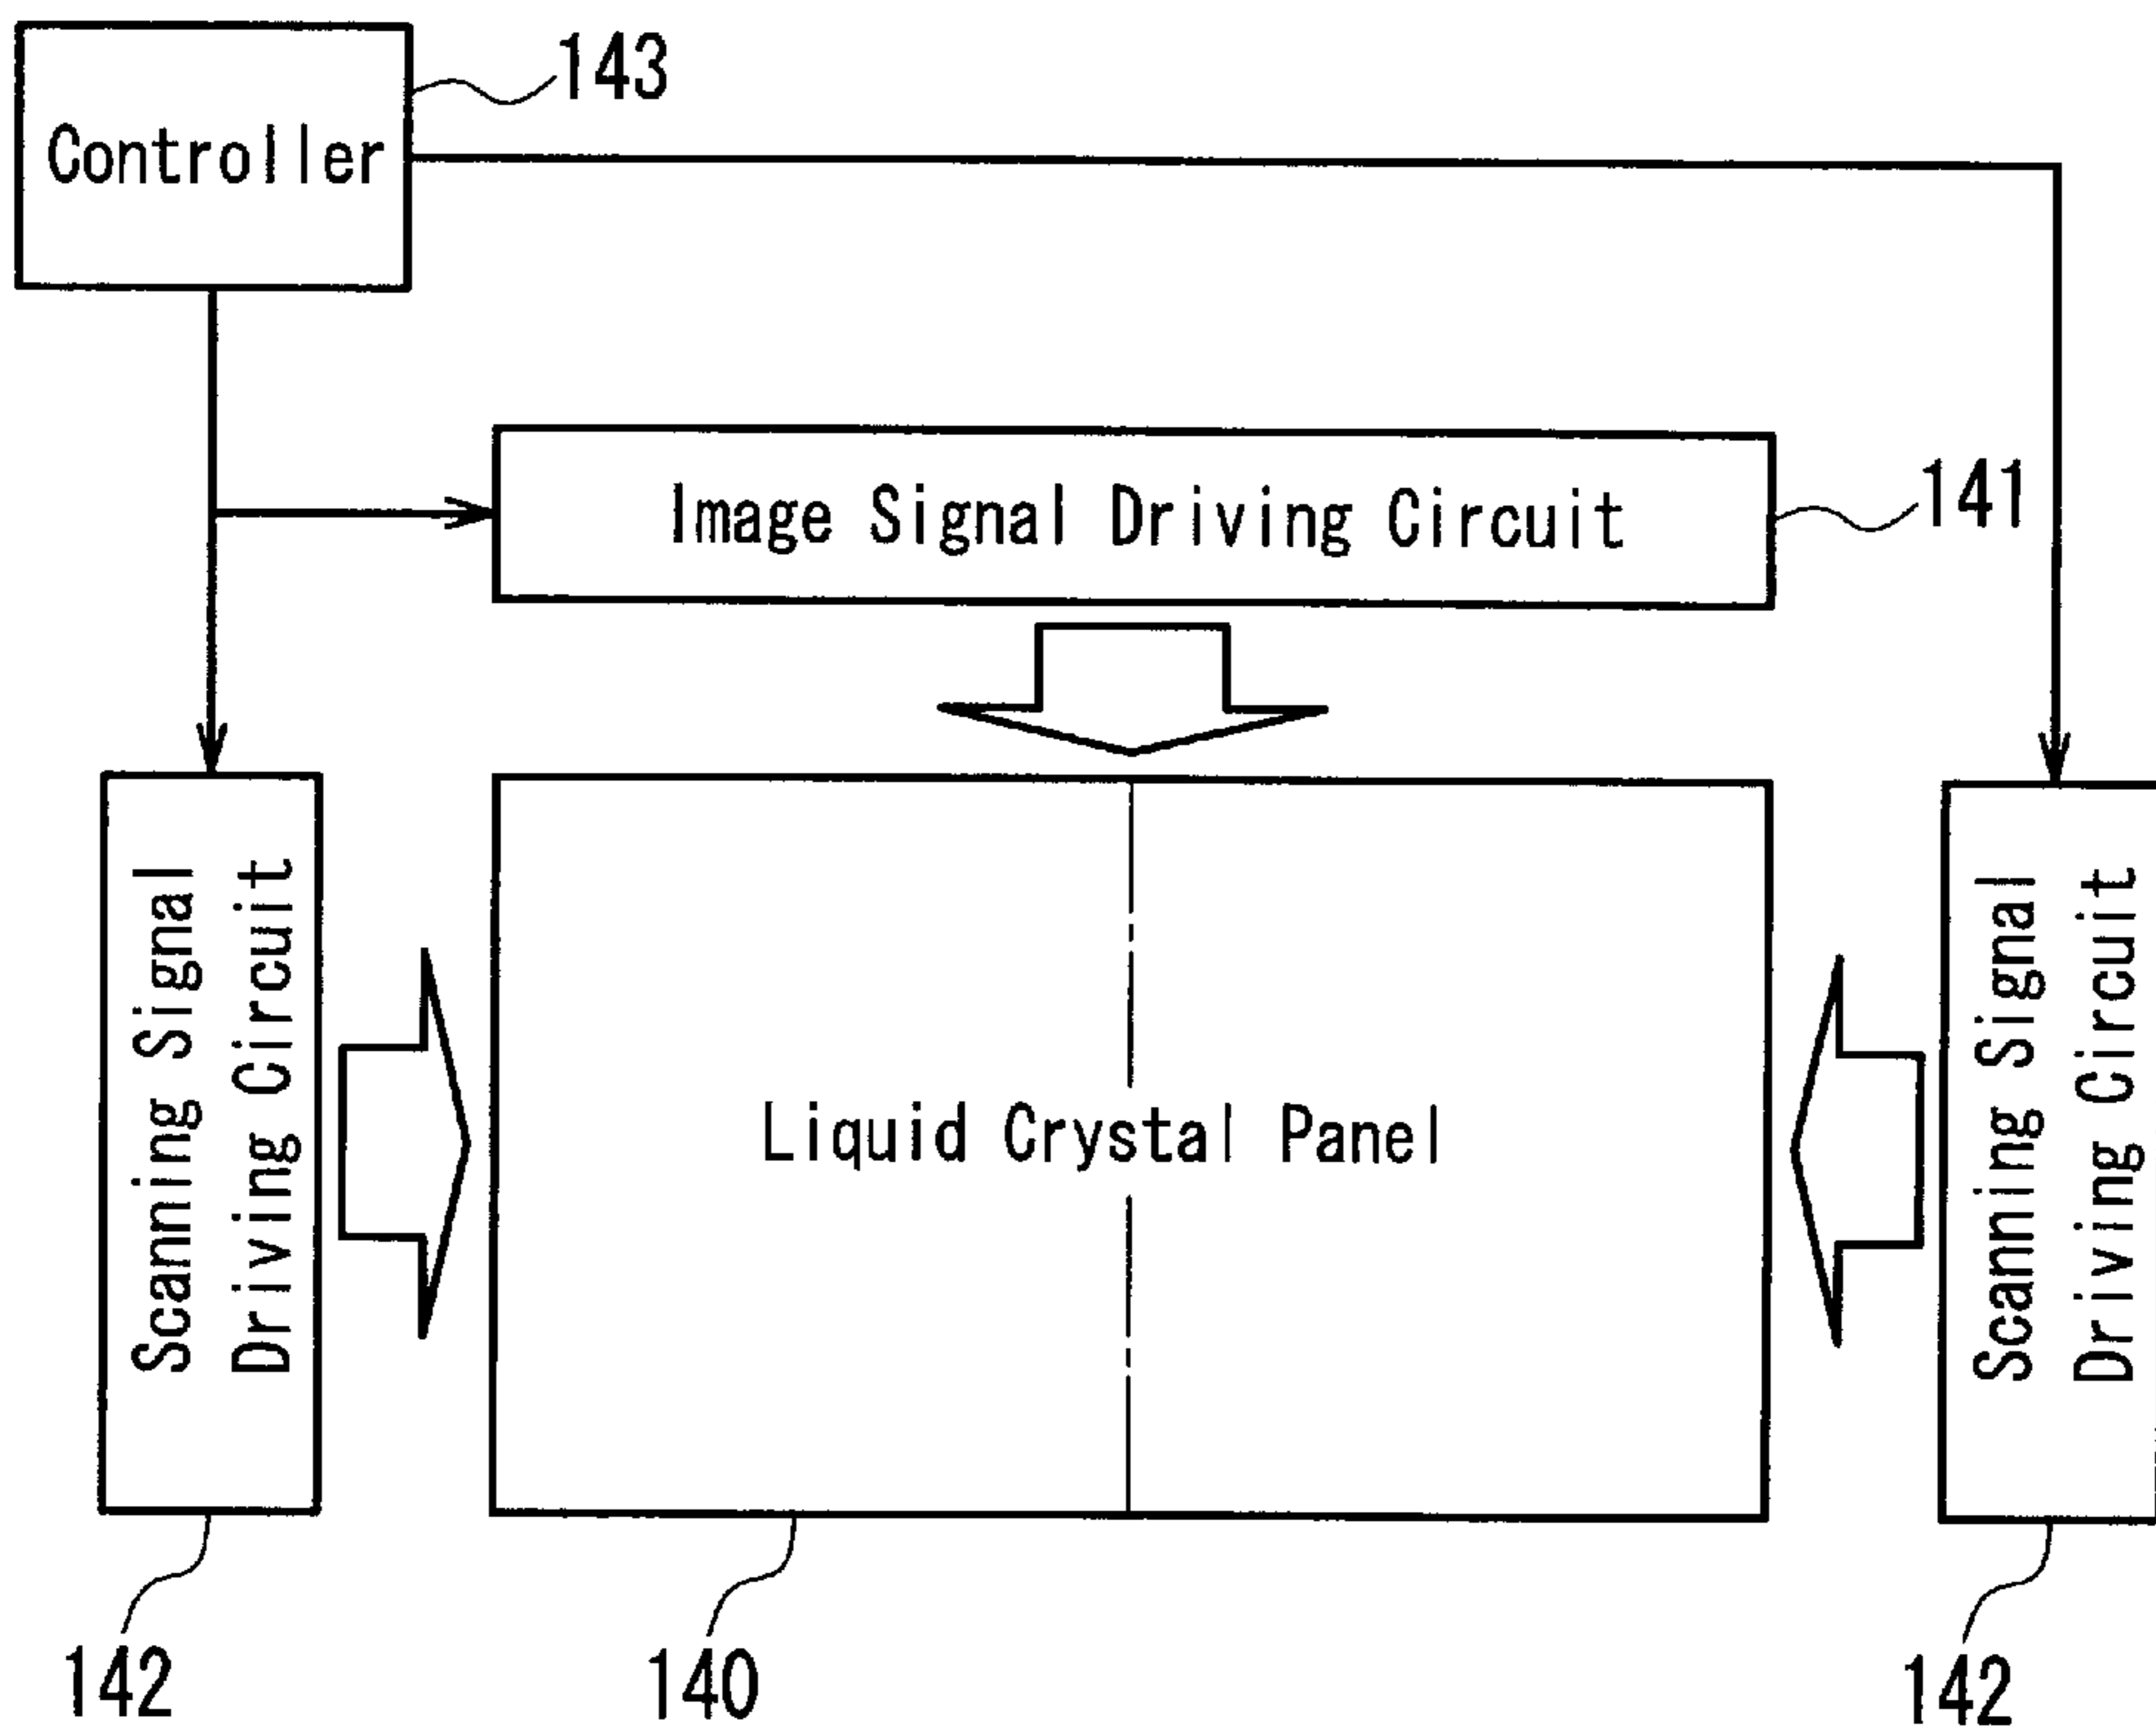 143
Controller
Image Signal Driving Circuit
141
Scanning Signal
Driving Circuit
Liquid Crystal Panel
Scanning Signal
Driving Circuit
142
140
142